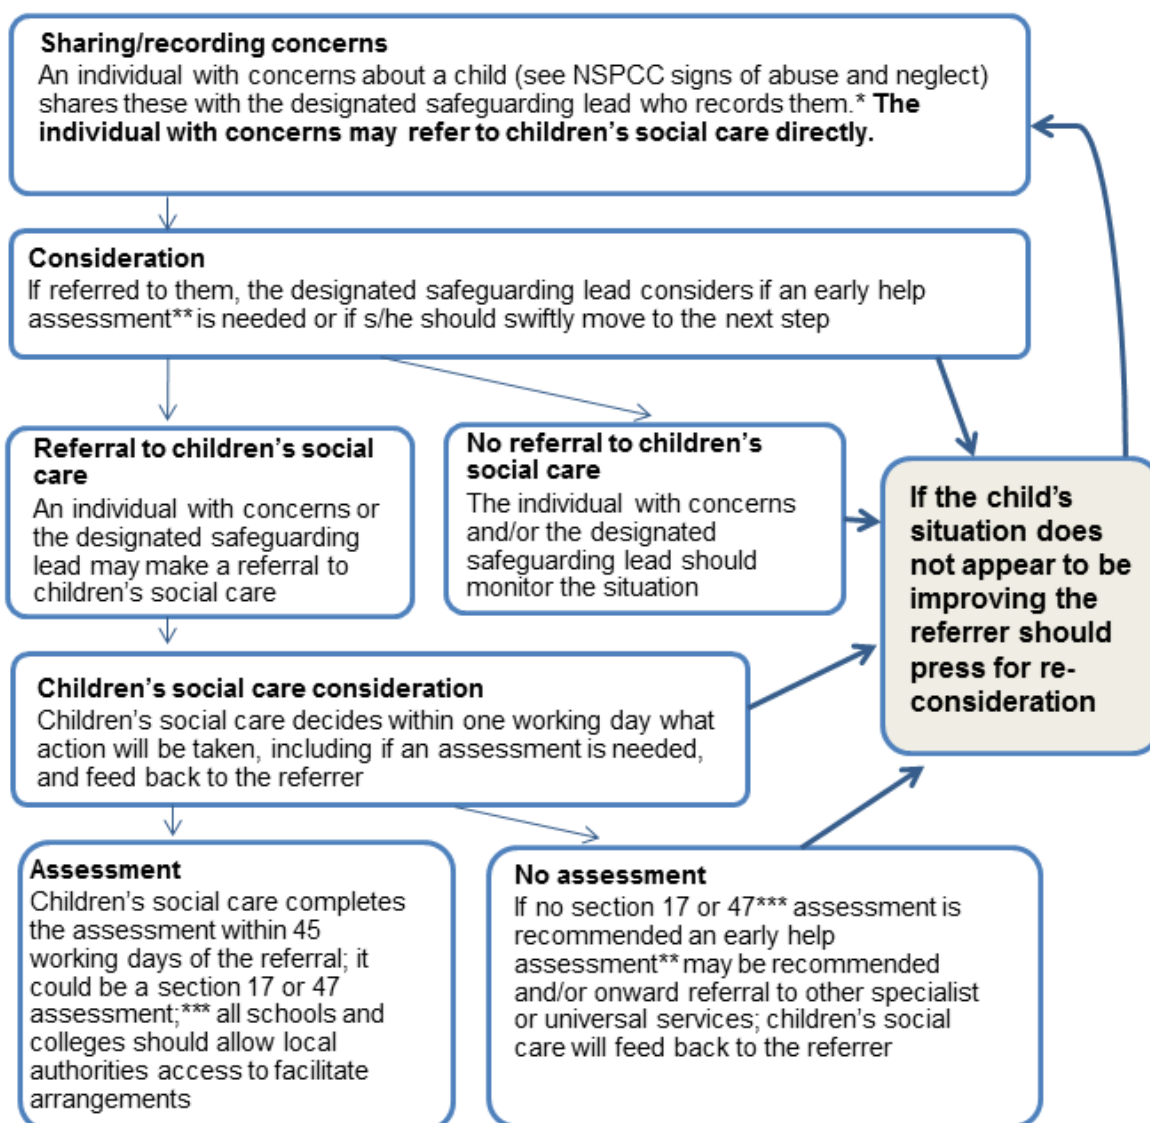 Sharing/recording concerns
An individual with concerns about a child (see NSPCC signs of abuse and neglect)
shares these with the designated safeguarding lead who records them.* The
individual with concerns may refer to children's social care directly.
Consideration
If referred to them, the designated safeguarding lead considers if an early help
assessment** is needed or if s/he should swiftly move to the next step
Referral to children's social
care
An individual with concerns or
the designated safeguarding
lead may make a referral to
children's social care
No referral to children's
social care
The individual with concerns
and/or the designated
safeguarding lead should
monitor the situation
If the child's
situation does
not appear to be
improving the
referrer should
press for re-
consideration
Children's social care consideration
Children's social care decides within one working day what
action will be taken, including if an assessment is needed,
and feed back to the referrer
Assessment
Children's social care completes
the assessment within 45
working days of the referral; it
could be a section 17 or 47
assessment;*** all schools and
colleges should allow local
authorities access to facilitate
arrangements
No assessment
If no section 17 or 47*** assessment is
recommended an early help
assessment** may be recommended
and/or onward referral to other specialist
or universal services; children's social
care will feed back to the referrer